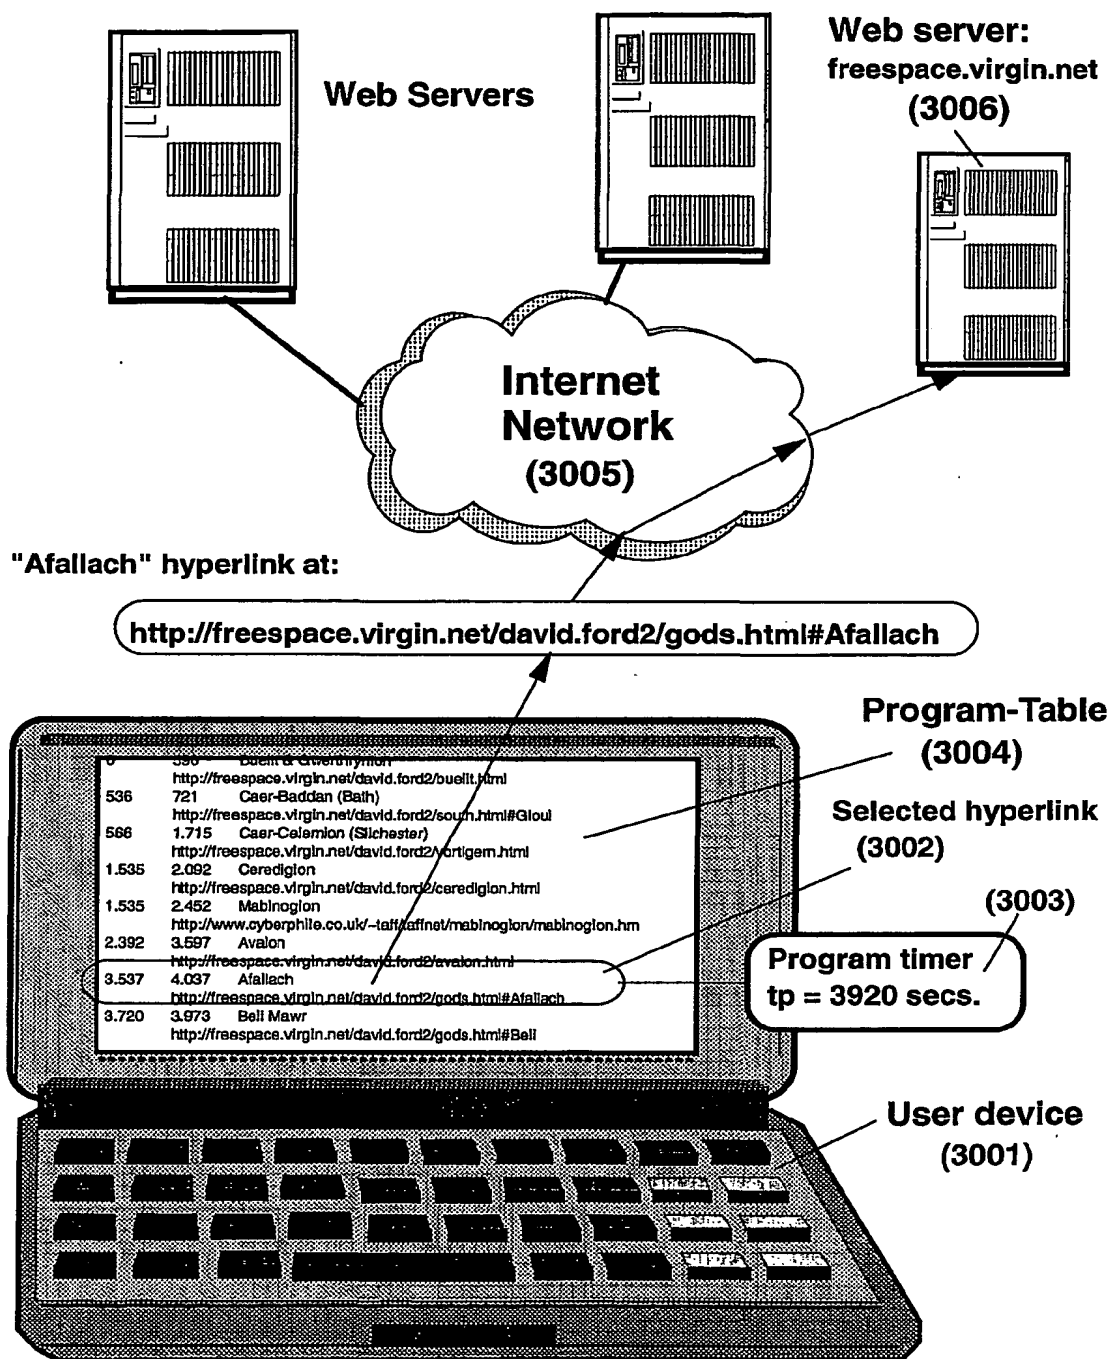 Web Servers
Web server:
freespace.virgin.net
(3006)
Internet
Network
(3005)
"Afallach" hyperlink at:
http://freespace.virgin.net/david.ford2/gods.html#Afallach
Program-Table
(3004)
Selected hyperlink
(3002)
(3003)
Program timer
tp = 3920 secs.
User device
(3001)
0 596 Buellt & Gwerthrynion
http://freespace.virgin.net/david.ford2/buellt.html
536 721 Caer-Baddan (Bath)
http://freespace.virgin.net/david.ford2/south.html#Gloui
566 1.715 Caer-Celemion (Silchester)
http://freespace.virgin.net/david.ford2/vortigern.html
1.535 2.092 Ceredigion
http://freespace.virgin.net/david.ford2/ceredigion.html
1.535 2.452 Mabinogion
http://www.cyberphile.co.uk/~taff/taffnet/mabinogion/mabinogion.hm
2.392 3.597 Avalon
http://freespace.virgin.net/david.ford2/avalon.html
3.537 4.037 Afallach
http://freespace.virgin.net/david.ford2/gods.html#Afallach
3.720 3.973 Beli Mawr
http://freespace.virgin.net/david.ford2/gods.html#Beli